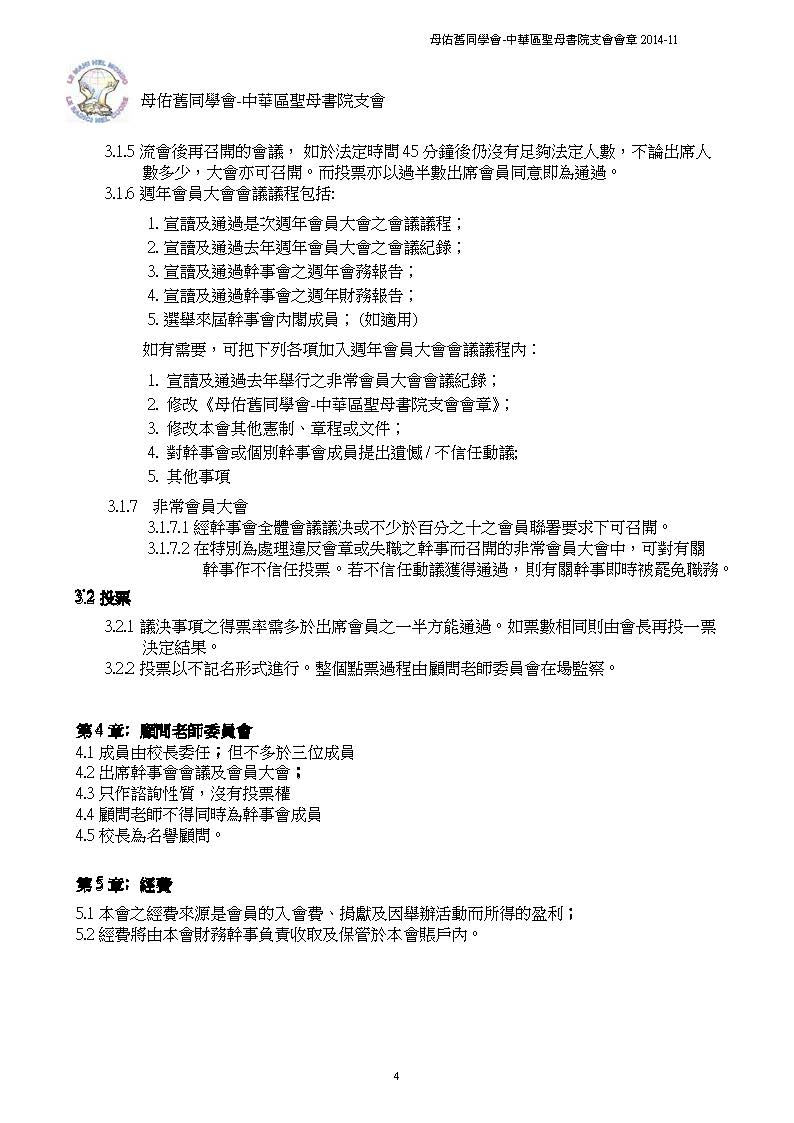 母佑舊同學會-中華區聖母書院支會會章 2014-11
LE MANI NEL MONDO
LE RADICI NEL CUORE
母佑舊同學會-中華區聖母書院支會
3.1.5 流會後再召開的會議， 如於法定時間 45 分鐘後仍沒有足夠法定人數，不論出席人
數多少，大會亦可召開。而投票亦以過半數出席會員同意即為通過。
3.1.6 週年會員大會會議議程包括:
1. 宣讀及通過是次週年會員大會之會議議程；
2. 宣讀及通過去年週年會員大會之會議紀錄；
3. 宣讀及通過幹事會之週年會務報告；
4. 宣讀及通過幹事會之週年財務報告；
5. 選舉來屆幹事會內閣成員； (如適用)
如有需要，可把下列各項加入週年會員大會會議議程內：
1. 宣讀及通過去年舉行之非常會員大會會議紀錄；
2. 修改《母佑舊同學會-中華區聖母書院支會會章》；
3. 修改本會其他憲制、章程或文件；
4. 對幹事會或個別幹事會成員提出遺憾 / 不信任動議;
5. 其他事項
3.1.7 非常會員大會
3.1.7.1 經幹事會全體會議議決或不少於百分之十之會員聯署要求下可召開。
3.1.7.2 在特別為處理違反會章或失職之幹事而召開的非常會員大會中，可對有關
幹事作不信任投票。若不信任動議獲得通過，則有關幹事即時被罷免職務。
3.2 投票
3.2.1 議決事項之得票率需多於出席會員之一半方能通過。如票數相同則由會長再投一票
決定結果。
3.2.2 投票以不記名形式進行。整個點票過程由顧問老師委員會在場監察。
第 4 章： 顧問老師委員會
4.1 成員由校長委任；但不多於三位成員
4.2 出席幹事會會議及會員大會；
4.3 只作諮詢性質，沒有投票權
4.4 顧問老師不得同時為幹事會成員
4.5 校長為名譽顧問。
第 5 章： 經費
5.1 本會之經費來源是會員的入會費、捐獻及因舉辦活動而所得的盈利；
5.2 經費將由本會財務幹事負責收取及保管於本會賬戶內。
4